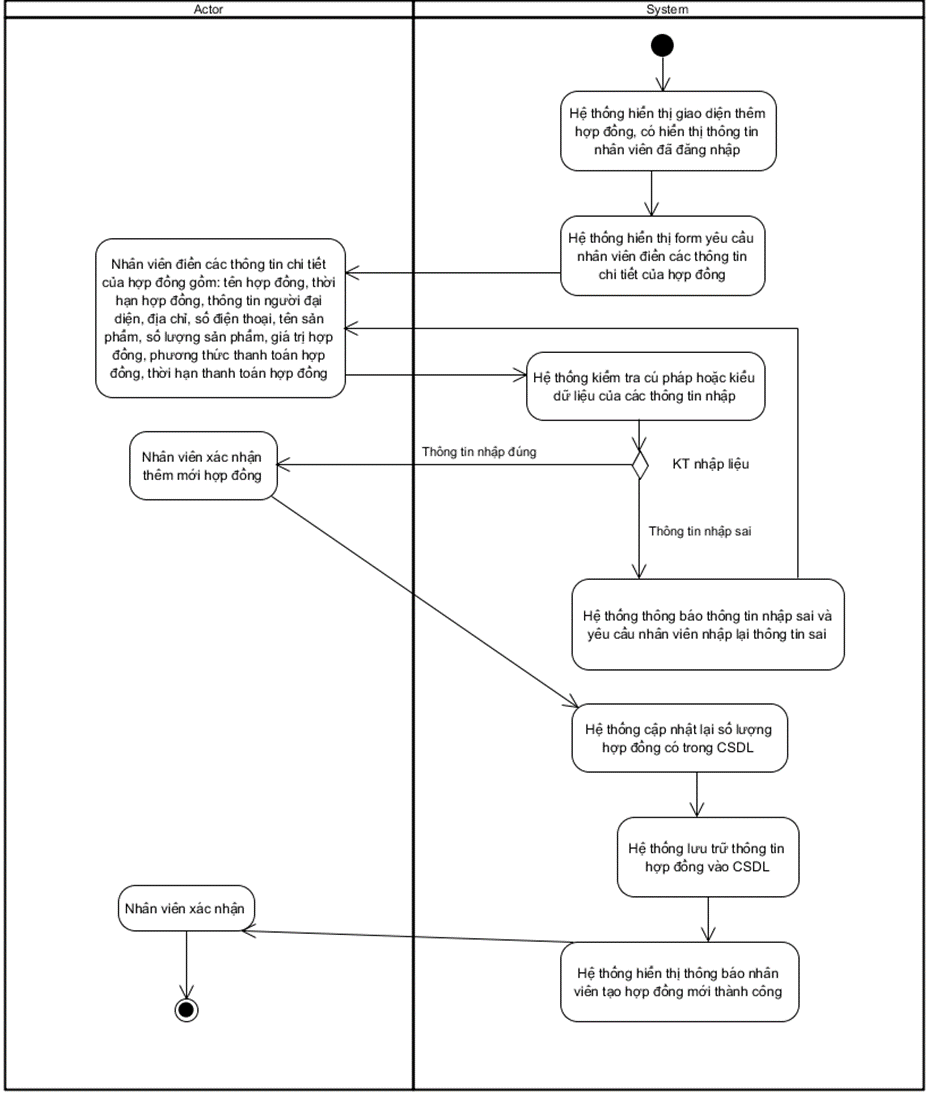 Actor
System
Hệ thống hiển thị giao diện thêm
hợp đồng, có hiển thị thông tin
nhân viên đã đăng nhập
Hệ thống hiển thị form yêu cầu
nhân viên điền các thông tin
chi tiết của hợp đồng
Nhân viên điền các thông tin chi tiết
của hợp đồng gồm: tên hợp đồng, thời
hạn hợp đồng, thông tin người đại
diện, địa chỉ, số điện thoại, tên sản
phẩm, số lượng sản phẩm, giá trị hợp
đồng, phương thức thanh toán hợp
đồng, thời hạn thanh toán hợp đồng
Hệ thống kiểm tra cú pháp hoặc kiểu
dữ liệu của các thông tin nhập
Thông tin nhập đúng
KT nhập liệu
Nhân viên xác nhận
thêm mới hợp đồng
Thông tin nhập sai
Hệ thống thông báo thông tin nhập sai và
yêu cầu nhân viên nhập lại thông tin sai
Hệ thống cập nhật lại số lượng
hợp đồng có trong CSDL
Hệ thống lưu trữ thông tin
hợp đồng vào CSDL
Nhân viên xác nhận
Hệ thống hiển thị thông báo nhân
viên tạo hợp đồng mới thành công